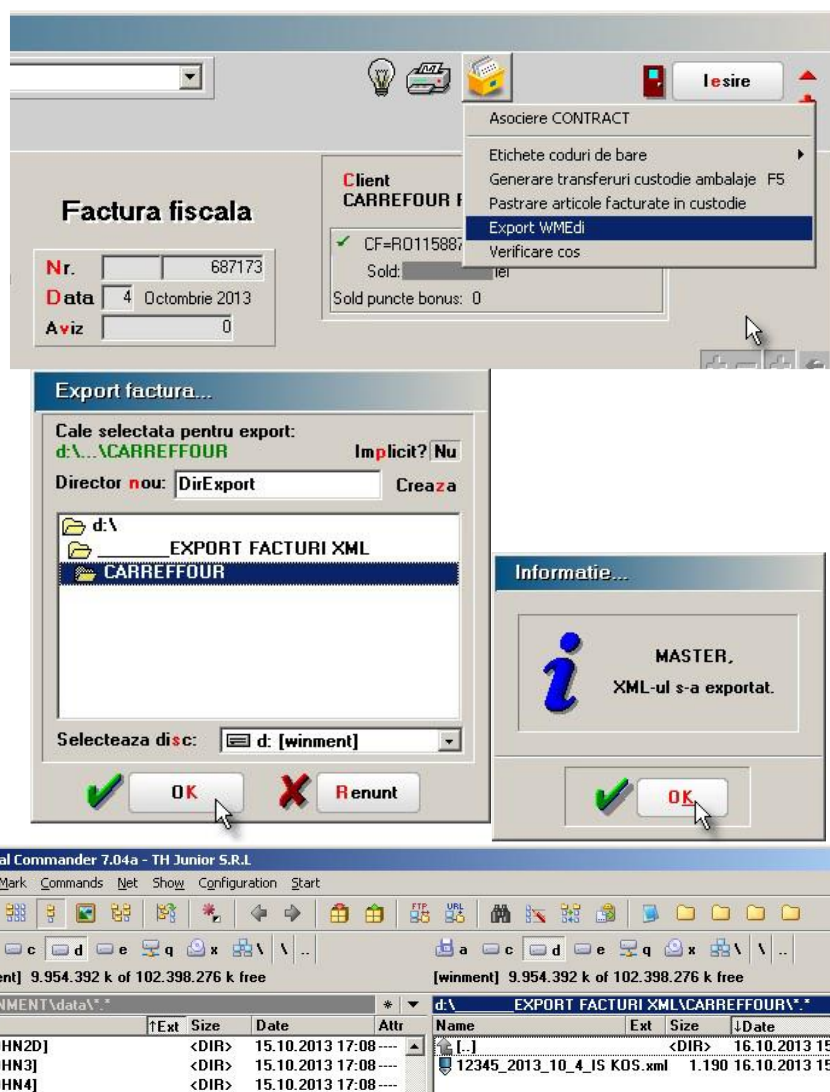 Iesire
Asociere CONTRACT
Etichete coduri de bare
Generare transferuri custodie ambalaje F5
Pastrare articole facturate in custodie
Export WMEdi
Verificare cos
Factura fiscala
Nr. 687173
Data 4 Octombrie 2013
Aviz 0
Client
CARREFOUR
CF=RO115887
Sold: lei
Sold puncte bonus: 0
Export factura...
Cale selectata pentru export:
d:\...\CARREFFOUR Implicit? Nu
Director nou: DirExport Creaza
d:\
_______EXPORT FACTURI XML
CARREFFOUR
Selecteaza disc: d: [winment]
OK Renunt
Informatie...
MASTER,
XML-ul s-a exportat.
OK
al Commander 7.04a - TH Junior S.R.L
Mark Commands Net Show Configuration Start
FTP URL
c d e q x \ \ ..
a c d e q x \ \ ..
ent] 9.954.392 k of 102.398.276 k free
[winment] 9.954.392 k of 102.398.276 k free
NMENT\data\*.* * ▼
d:\_______EXPORT FACTURI XML\CARREFFOUR\*.*
↑Ext Size Date Attr
Name Ext Size ↓Date
HN2D] <DIR> 15.10.2013 17:08 ----
[..] <DIR> 16.10.2013 15
HN3] <DIR> 15.10.2013 17:08 ----
12345_2013_10_4_IS KOS.xml 1.190 16.10.2013 15
HN4] <DIR> 15.10.2013 17:08 ----